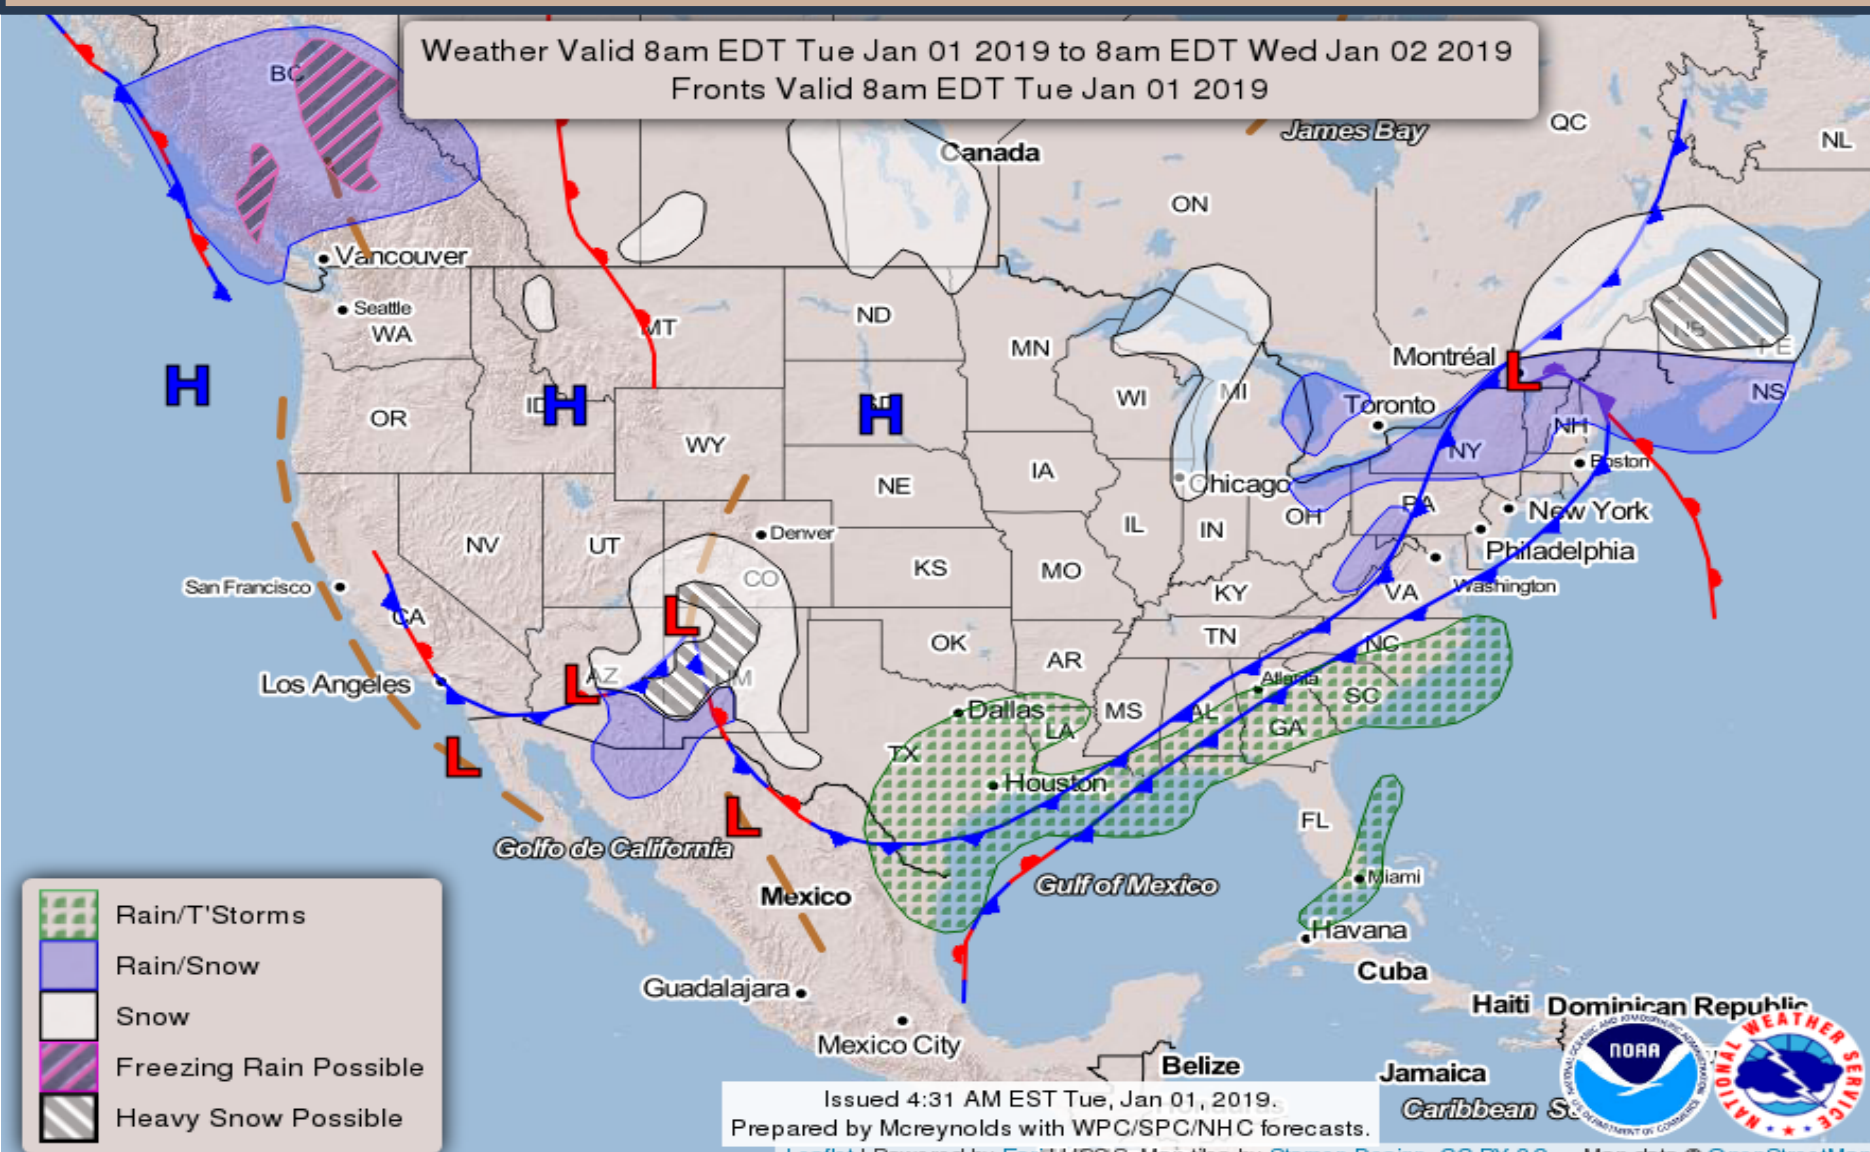 Weather Valid 8am EDT Tue Jan 01 2019 to 8am EDT Wed Jan 02 2019
Fronts Valid 8am EDT Tue Jan 01 2019
BC
James Bay
QC
NL
Canada
ON
Vancouver
Seattle
WA
MT
ND
MN
Montréal
L
NB
PE
H
OR
ID
H
H
WI
MI
Toronto
NS
NH
WY
NY
Boston
NE
IA
Chicago
PA
New York
OH
NV
UT
Denver
IL
IN
Philadelphia
San Francisco
CO
KS
MO
KY
VA
Washington
CA
L
OK
TN
NC
AR
Los Angeles
L
AZ
NM
Atlanta
SC
Dallas
MS
AL
GA
LA
L
TX
Houston
L
FL
Golfo de California
Gulf of Mexico
Miami
Mexico
Rain/T'Storms
Rain/Snow
Snow
Freezing Rain Possible
Heavy Snow Possible
Havana
Cuba
Guadalajara
Mexico City
Haiti
Dominican Republic
Belize
Jamaica
Caribbean
NOAA
NATIONAL WEATHER SERVICE
Issued 4:31 AM EST Tue, Jan 01, 2019.
Prepared by Mcreynolds with WPC/SPC/NHC forecasts.